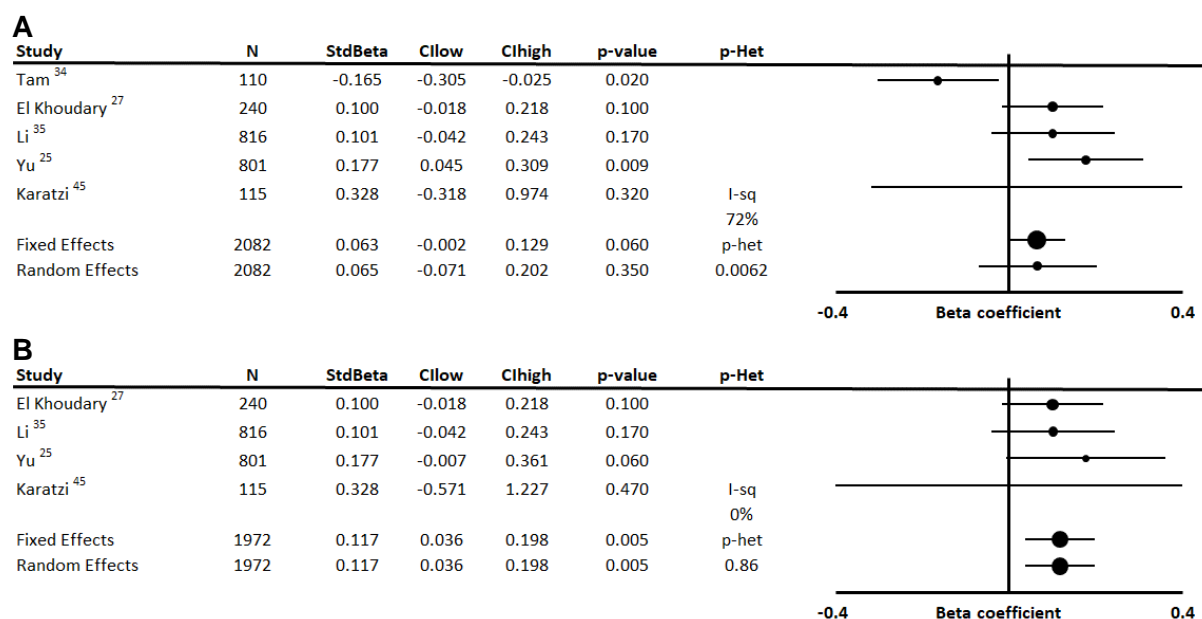 A
Study N StdBeta CIlow CIhigh p-value p-Het
Tam 34 110 -0.165 -0.305 -0.025 0.020
El Khoudary 27 240 0.100 -0.018 0.218 0.100
Li 35 816 0.101 -0.042 0.243 0.170
Yu 25 801 0.177 0.045 0.309 0.009
Karatzi 45 115 0.328 -0.318 0.974 0.320 I-sq
72%
Fixed Effects 2082 0.063 -0.002 0.129 0.060 p-het
Random Effects 2082 0.065 -0.071 0.202 0.350 0.0062
-0.4 Beta coefficient 0.4
B
Study N StdBeta CIlow CIhigh p-value p-Het
El Khoudary 27 240 0.100 -0.018 0.218 0.100
Li 35 816 0.101 -0.042 0.243 0.170
Yu 25 801 0.177 -0.007 0.361 0.060
Karatzi 45 115 0.328 -0.571 1.227 0.470 I-sq
0%
Fixed Effects 1972 0.117 0.036 0.198 0.005 p-het
Random Effects 1972 0.117 0.036 0.198 0.005 0.86
-0.4 Beta coefficient 0.4